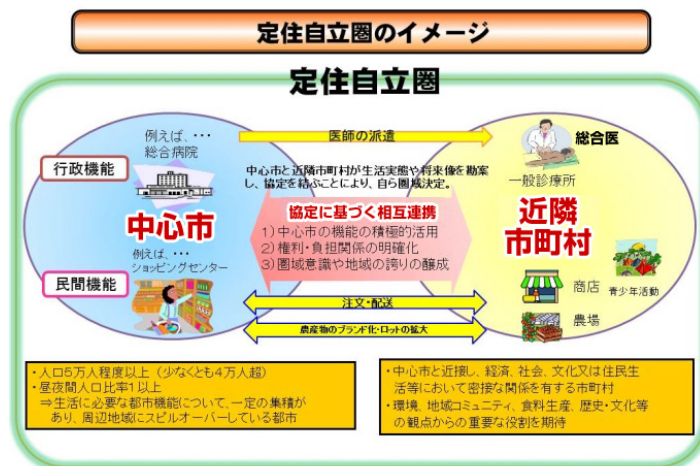 定住自立圏のイメージ
定住自立圏
例えば、・・・
総合病院
行政機能
中心市
例えば、・・・
ショッピングセンター
民間機能
医師の派遣
中心市と近隣市町村が生活実態や将来像を勘案
し、協定を結ぶことにより、自ら圏域決定。
協定に基づく相互連携
1）中心市の機能の積極的活用
2）権利・負担関係の明確化
3）圏域意識や地域の誇りの醸成
注文・配送
農産物のブランド化・ロットの拡大
総合医
一般診療所
近隣
市町村
商店
青少年活動
農場
・人口5万人程度以上（少なくとも4万人超）
・昼夜間人口比率1以上
⇒生活に必要な都市機能について、一定の集積が
あり、周辺地域にスピルオーバーしている都市
・中心市と近接し、経済、社会、文化又は住民生
活等において密接な関係を有する市町村
・環境、地域コミュニティ、食料生産、歴史・文化等
の観点からの重要な役割を期待